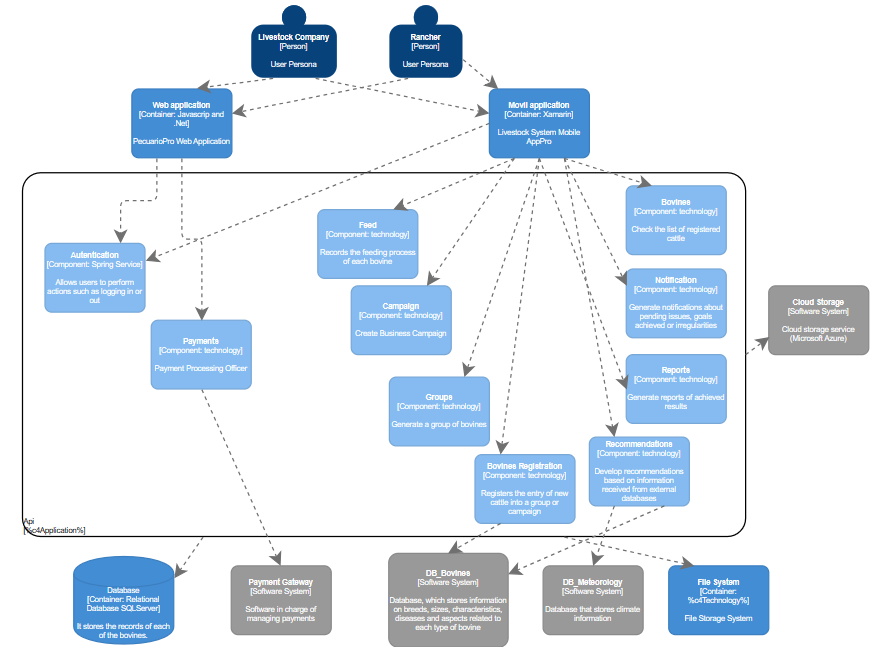 Livestock Company
[Person]
User Persona
Rancher
[Person]
User Persona
Web application
[Container: Javascrip and
.Net]
PecuarioPro Web Application
Movil application
[Container: Xamarin]
Livestock System Mobile
AppPro
Bovines
[Component: technology]
Check the list of registered
cattle
Feed
[Component: technology]
Records the feeding process
of each bovine
Autentication
[Component: Spring Service]
Allows users to perform
actions such as logging in or
out
Notification
[Component: technology]
Generate notifications about
pending issues, goals
achieved or irregularities
Campaign
[Component: technology]
Create Business Campaign
Cloud Storage
[Software System]
Cloud storage service
(Microsoft Azure)
Payments
[Component: technology]
Payment Processing Officer
Reports
[Component: technology]
Generate reports of achieved
results
Groups
[Component: technology]
Generate a group of bovines
Recommendations
[Component: technology]
Develop recommendations
based on information
received from external
databases
Bovines Registration
[Component: technology]
Registers the entry of new
cattle into a group or
campaign
Api
[%c4Application%]
Database
[Container: Relational
Database SQLServer]
It stores the records of each
of the bovines.
Payment Gateway
[Software System]
Software in charge of
managing payments
DB_Bovines
[Software System]
Database, which stores information
on breeds, sizes, characteristics,
diseases and aspects related to
each type of bovine
DB_Meteorology
[Software System]
Database that stores climate
information
File System
[Container:
%c4Technology%]
File Storage System